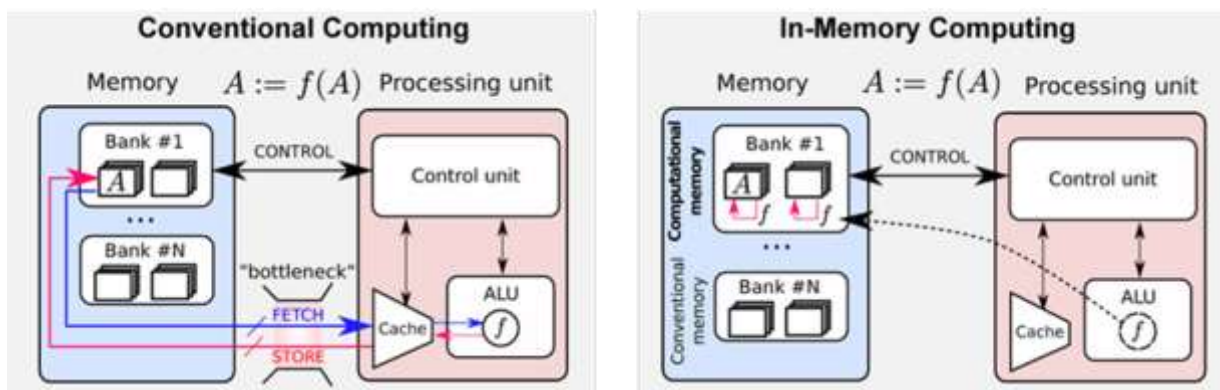 Conventional Computing
Memory
A := f(A)
Processing unit
Bank #1
A
...
Bank #N
CONTROL
Control unit
"bottleneck"
FETCH
STORE
Cache
ALU
f
In-Memory Computing
Memory
A := f(A)
Processing unit
Computational
memory
Bank #1
A
f
f
...
Conventional
memory
Bank #N
CONTROL
Control unit
Cache
ALU
f